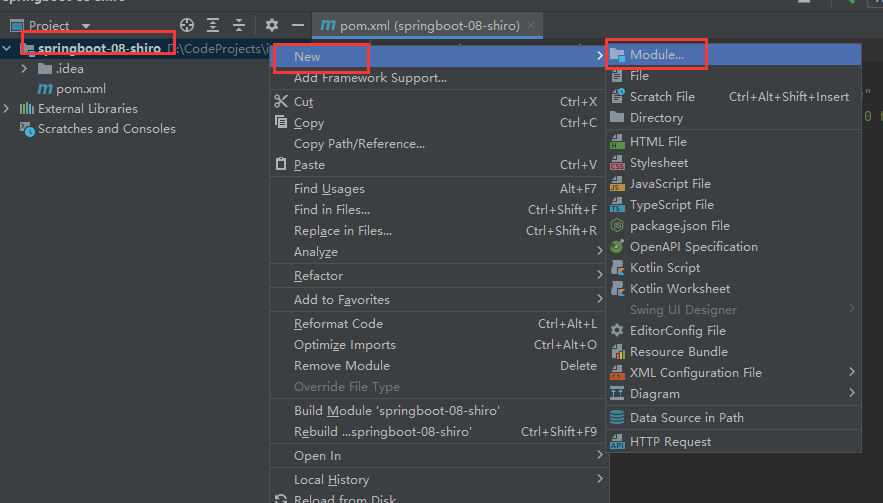 springboot-08-shiro
Project
pom.xml (springboot-08-shiro)
springboot-08-shiro D:\CodeProjects\
.idea
pom.xml
External Libraries
Scratches and Consoles
New
Add Framework Support...
Cut Ctrl+X
Copy Ctrl+C
Copy Path/Reference...
Paste Ctrl+V
Find Usages Alt+F7
Find in Files... Ctrl+Shift+F
Replace in Files... Ctrl+Shift+R
Analyze
Refactor
Add to Favorites
Reformat Code Ctrl+Alt+L
Optimize Imports Ctrl+Alt+O
Remove Module Delete
Override File Type
Build Module 'springboot-08-shiro'
Rebuild ...springboot-08-shiro' Ctrl+Shift+F9
Open In
Local History
Reload from Disk
Module...
File
Scratch File Ctrl+Alt+Shift+Insert
Directory
HTML File
Stylesheet
JavaScript File
TypeScript File
package.json File
OpenAPI Specification
Kotlin Script
Kotlin Worksheet
Swing UI Designer
EditorConfig File
Resource Bundle
XML Configuration File
Diagram
Data Source in Path
HTTP Request